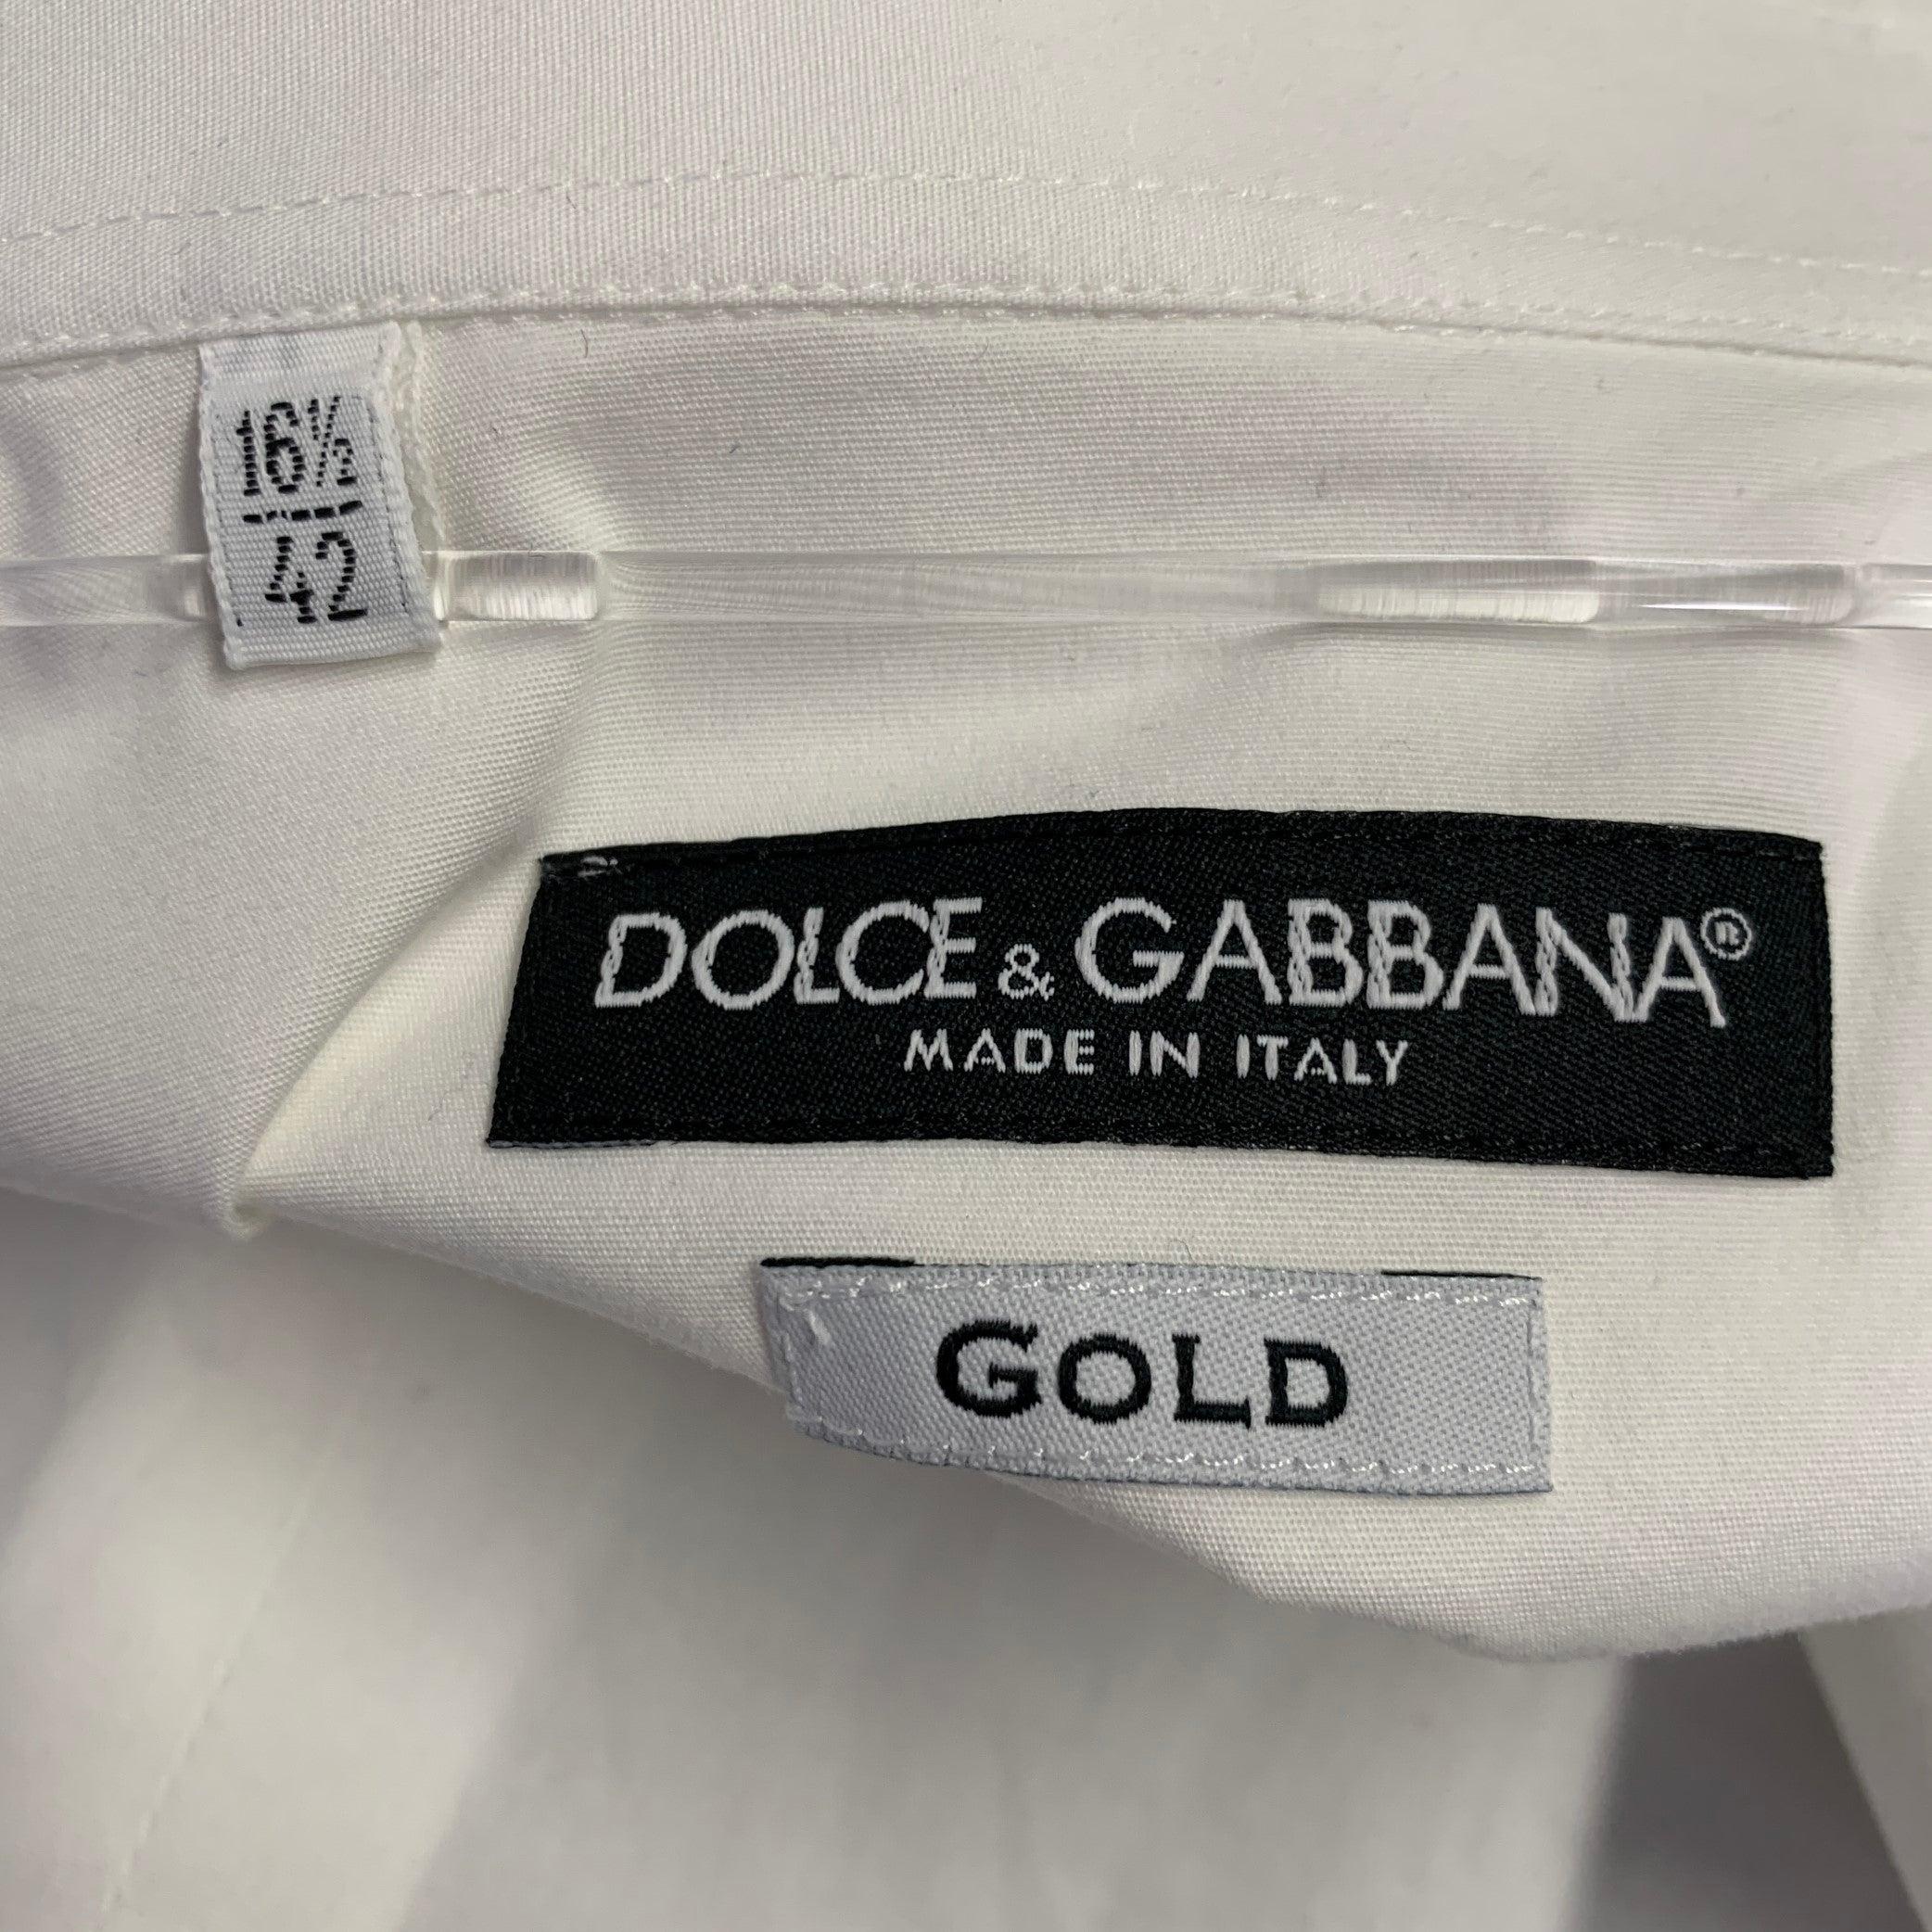 16½
42
DOLCE & GABBANA®
MADE IN ITALY
GOLD